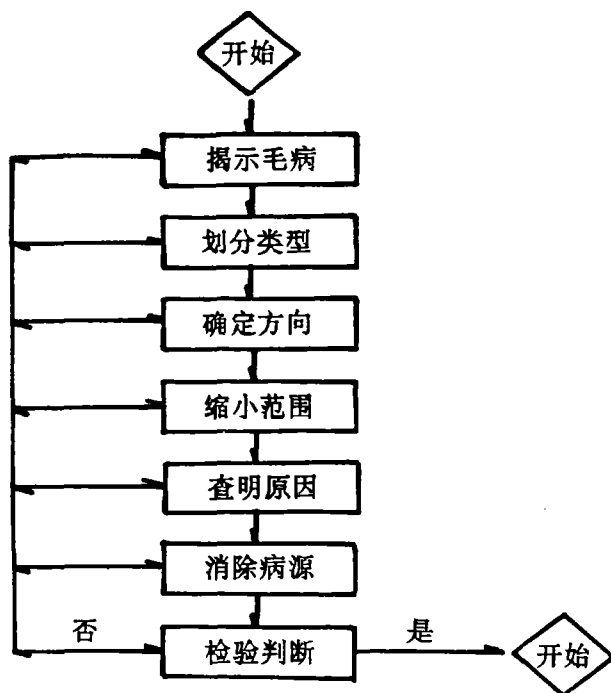 开始
揭示毛病
划分类型
确定方向
缩小范围
查明原因
消除病源
否
检验判断
是
开始